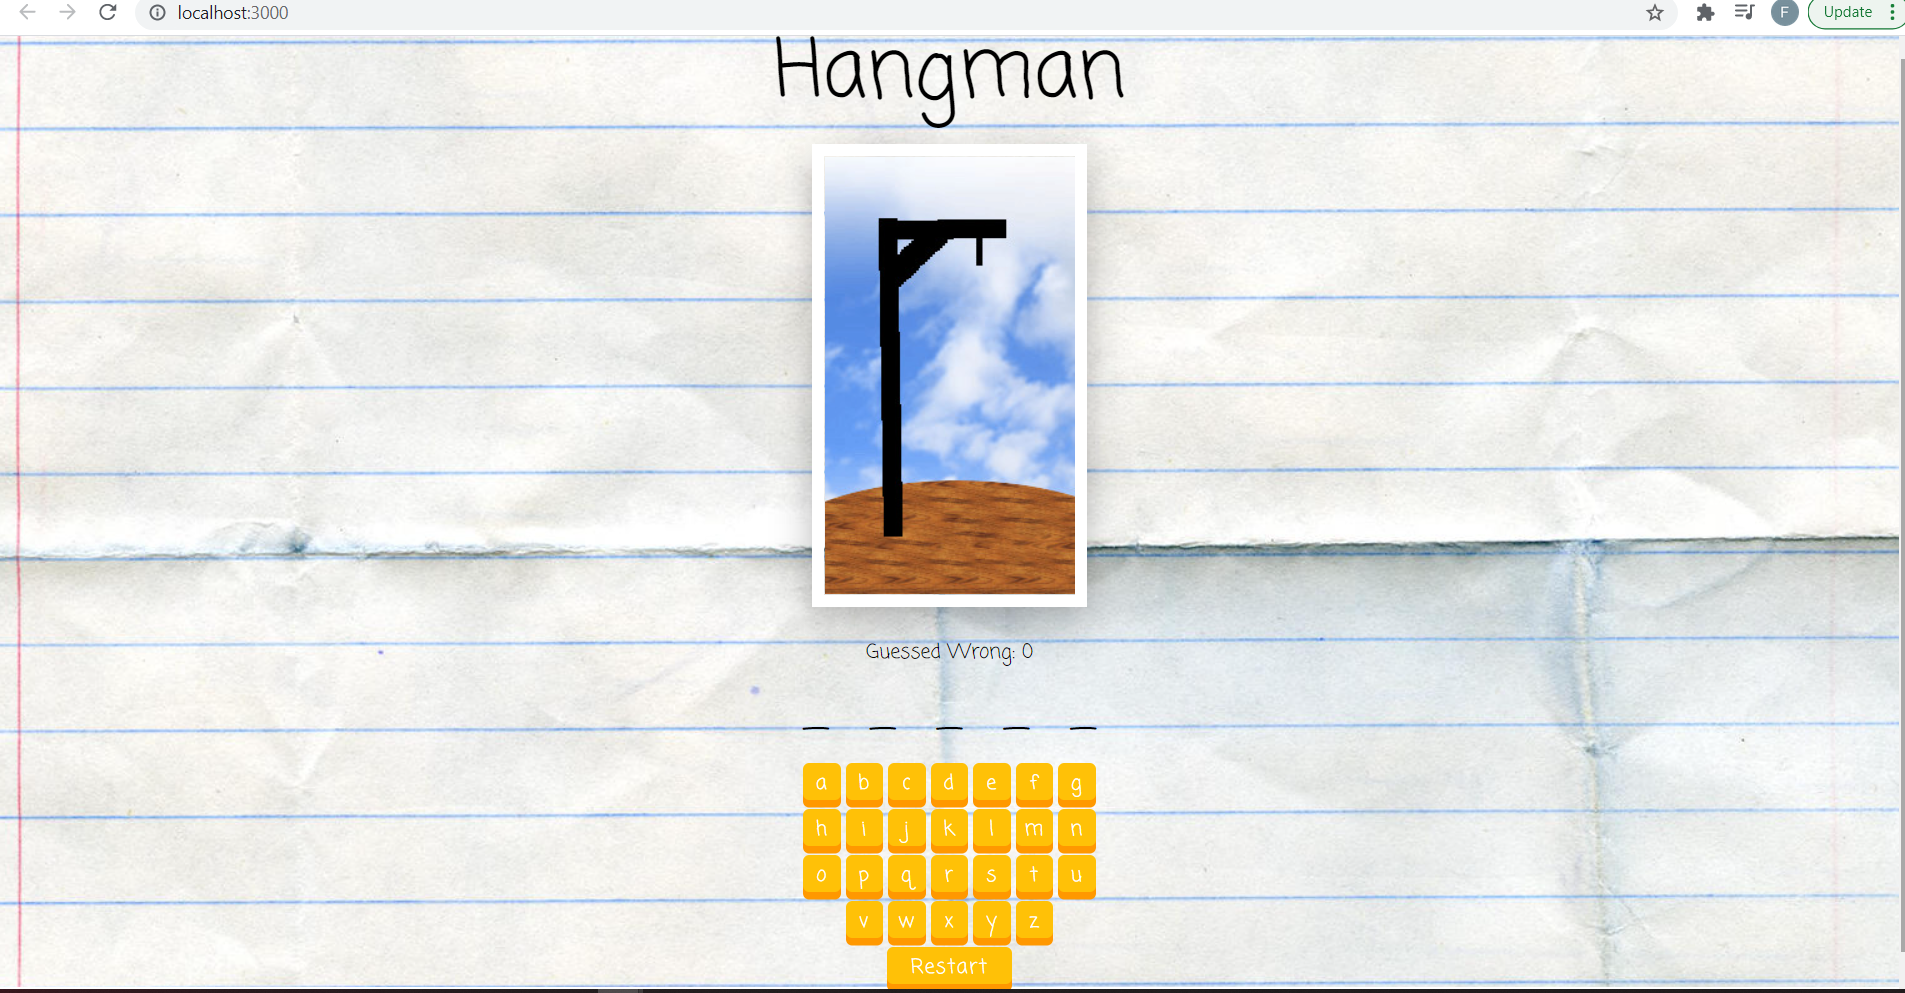 localhost:3000
F
Update
Hangman
Guessed Wrong: 0
_ _ _ _ _
a b c d e f g
h i j k l m n
o p q r s t u
v w x y z
Restart